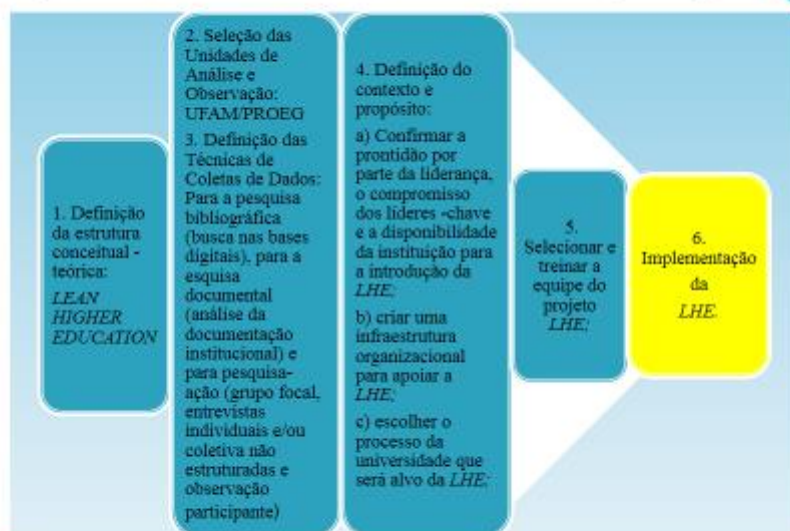 1. Definição
da estrutura
conceitual -
teórica:
LEAN
HIGHER
EDUCATION
2. Seleção das
Unidades de
Análise e
Observação:
UFAM/PROEG
3. Definição das
Técnicas de
Coletas de Dados:
Para a pesquisa
bibliográfica
(busca nas bases
digitais), para a
esquisa
documental
(análise da
documentação
institucional) e
para pesquisa-
ação (grupo focal,
entrevistas
individuais e/ou
coletiva não
estruturadas e
observação
participante)
4. Definição do
contexto e
propósito:
a) Confirmar a
prontidão por
parte da liderança,
o compromisso
dos líderes -chave
e a disponibilidade
da instituição para
a introdução da
LHE;
b) criar uma
infraestrutura
organizacional
para apoiar a
LHE;
c) escolher o
processo da
universidade que
será alvo da LHE;
5.
Selecionar e
treinar a
equipe do
projeto
LHE;
6.
Implementação
da
LHE.